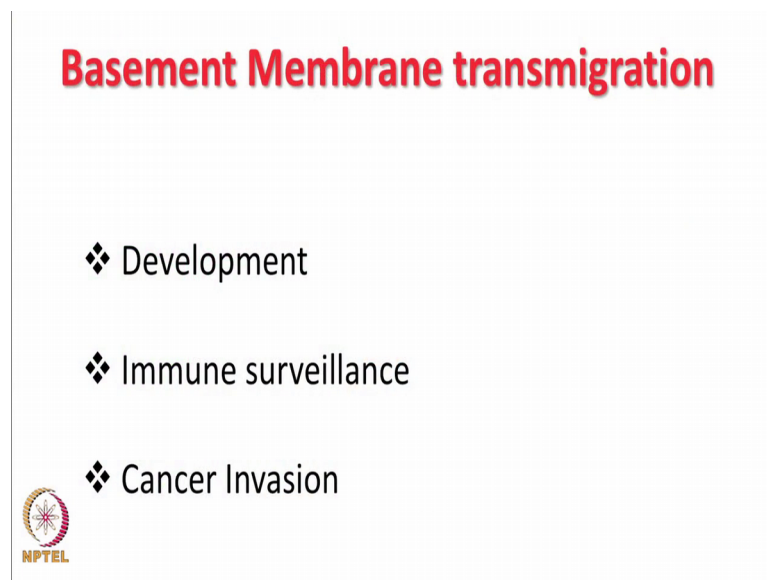 Basement Membrane transmigration
Development
Immune surveillance
Cancer Invasion
NPTEL